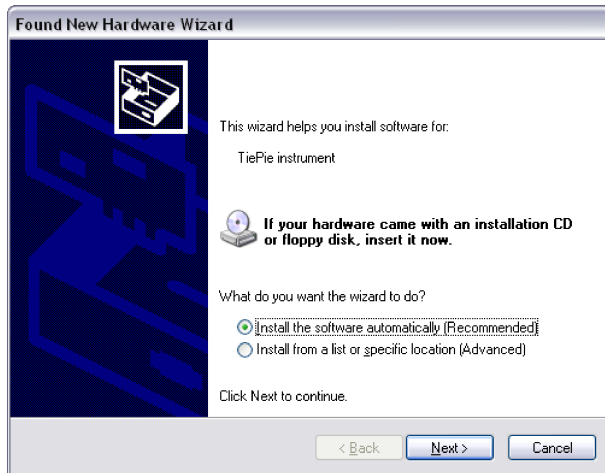 Found New Hardware Wizard
This wizard helps you install software for:
TiePie instrument
If your hardware came with an installation CD
or floppy disk, insert it now.
What do you want the wizard to do?
Install the software automatically (Recommended)
Install from a list or specific location (Advanced)
Click Next to continue.
< Back Next > Cancel